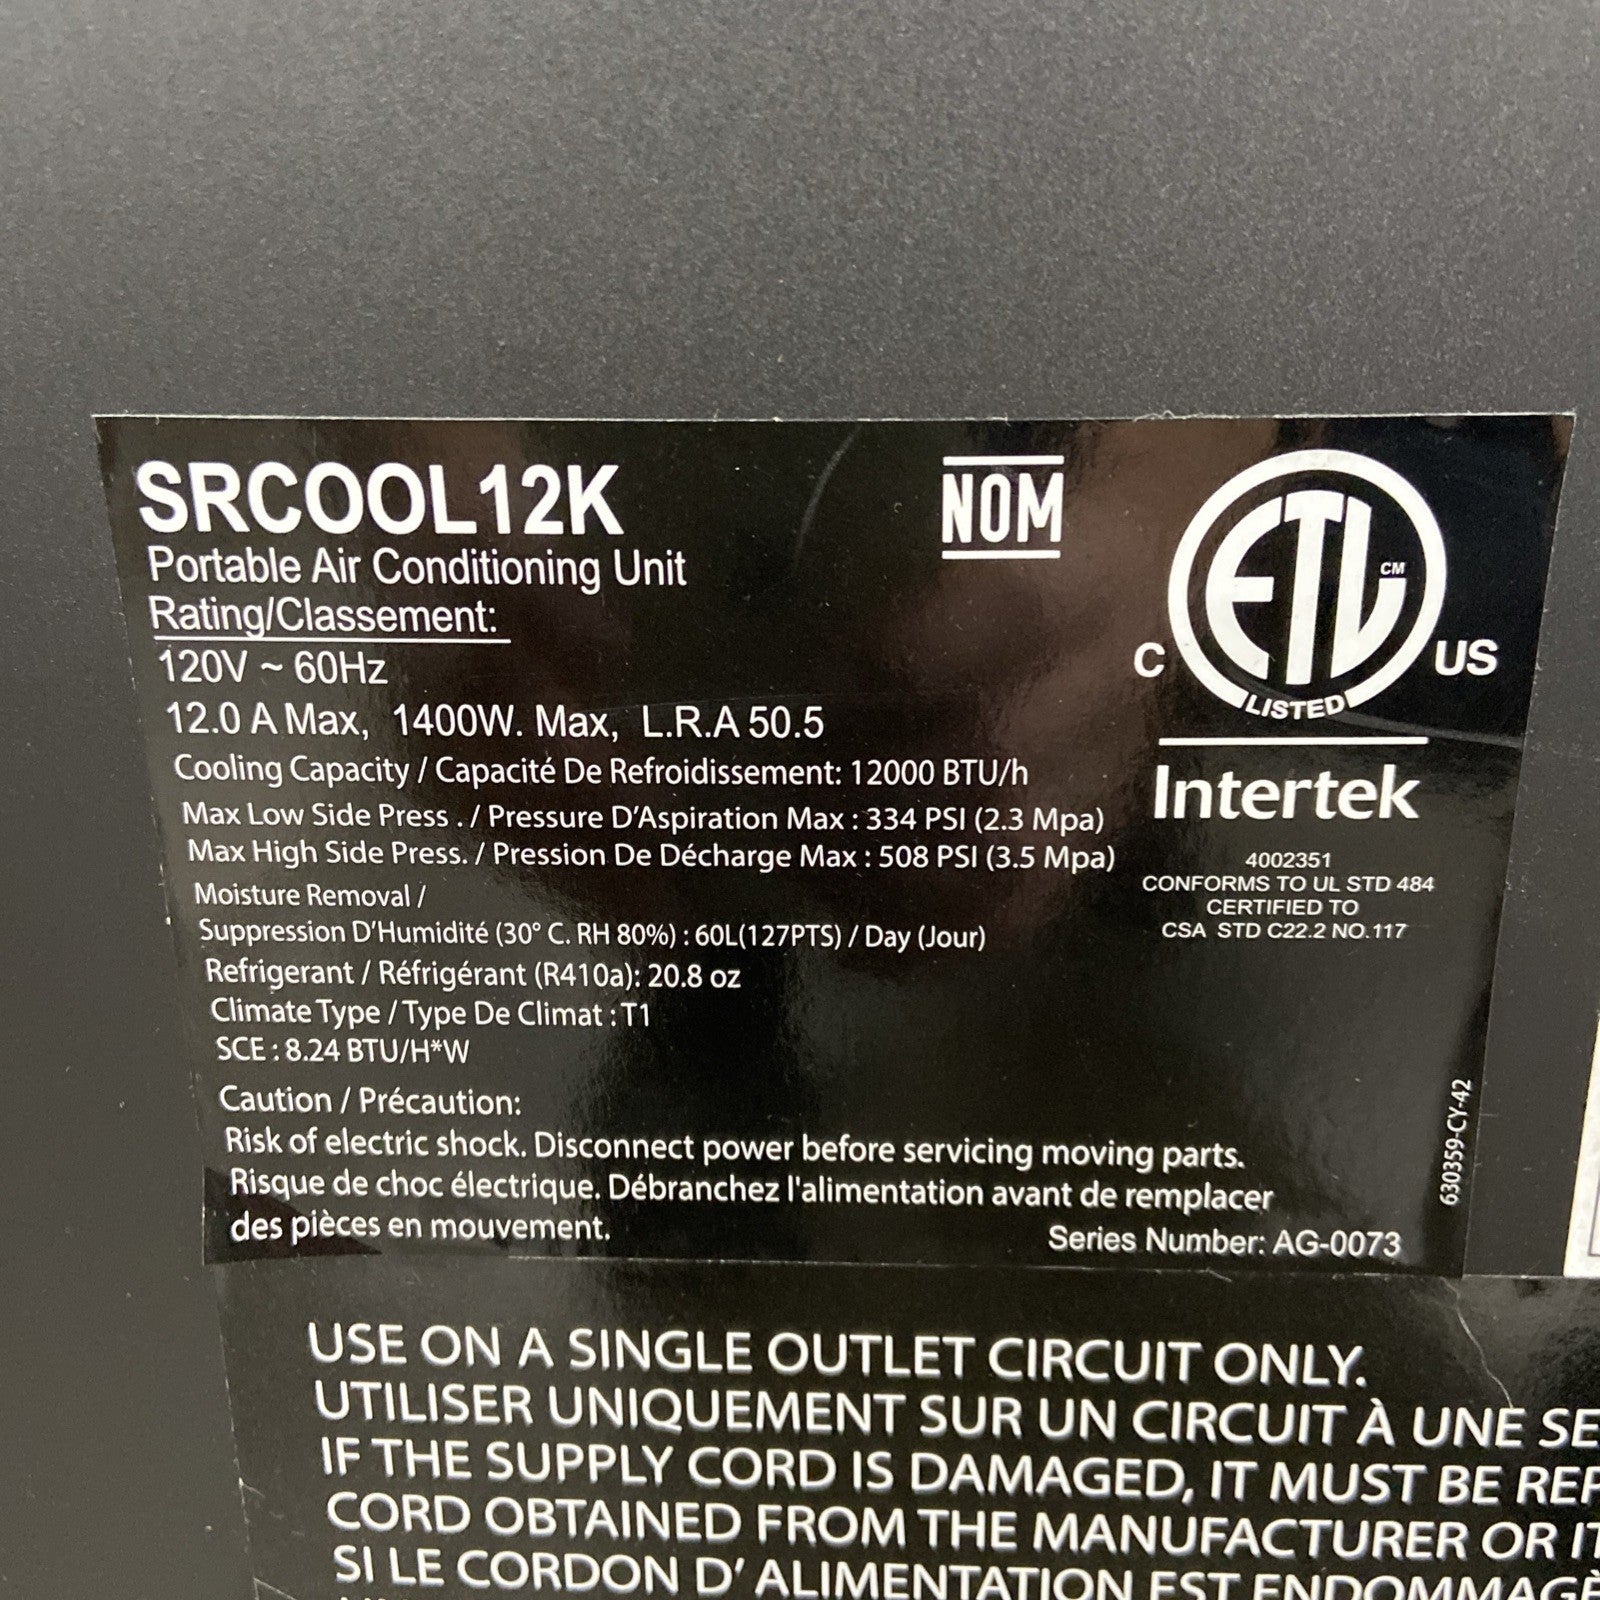 SRCOOL12K
Portable Air Conditioning Unit
Rating/Classement:
120V ~ 60Hz
12.0 A Max, 1400W. Max, L.R.A 50.5
Cooling Capacity / Capacité De Refroidissement: 12000 BTU/h
Max Low Side Press . / Pressure D'Aspiration Max : 334 PSI (2.3 Mpa)
Max High Side Press. / Pression De Décharge Max : 508 PSI (3.5 Mpa)
Moisture Removal /
Suppression D'Humidité (30° C. RH 80%) : 60L(127PTS) / Day (Jour)
Refrigerant / Réfrigérant (R410a): 20.8 oz
Climate Type / Type De Climat : T1
SCE : 8.24 BTU/H*W
Caution / Précaution:
Risk of electric shock. Disconnect power before servicing moving parts.
Risque de choc électrique. Débranchez l'alimentation avant de remplacer
des pièces en mouvement.
Series Number: AG-0073
NOM
ETL CM
C US
LISTED
Intertek
4002351
CONFORMS TO UL STD 484
CERTIFIED TO
CSA STD C22.2 NO.117
630359-CY-42
USE ON A SINGLE OUTLET CIRCUIT ONLY.
UTILISER UNIQUEMENT SUR UN CIRCUIT À UNE SE
IF THE SUPPLY CORD IS DAMAGED, IT MUST BE REP
CORD OBTAINED FROM THE MANUFACTURER OR IT
SI LE CORDON D' ALIMENTATION EST ENDOMMAGÉ